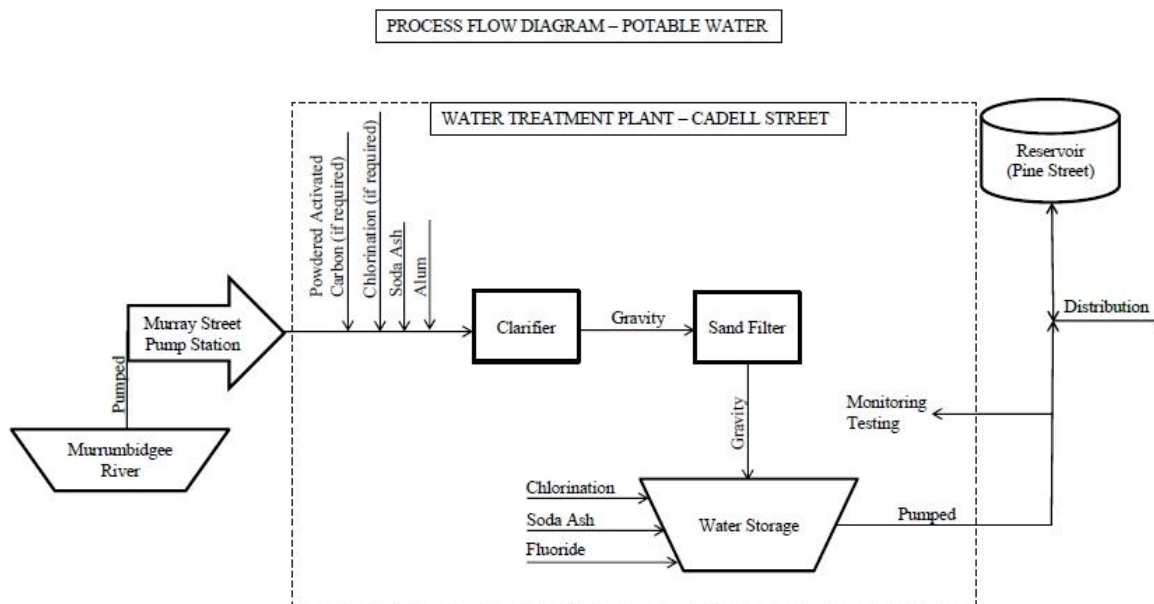 PROCESS FLOW DIAGRAM – POTABLE WATER
WATER TREATMENT PLANT – CADELL STREET
Reservoir
(Pine Street)
Powdered Activated
Carbon (if required)
Chlorination (if required)
Soda Ash
Alum
Murray Street
Pump Station
Clarifier
Gravity
Sand Filter
Distribution
Pumped
Gravity
Monitoring
Testing
Murrumbidgee
River
Chlorination
Soda Ash
Fluoride
Water Storage
Pumped